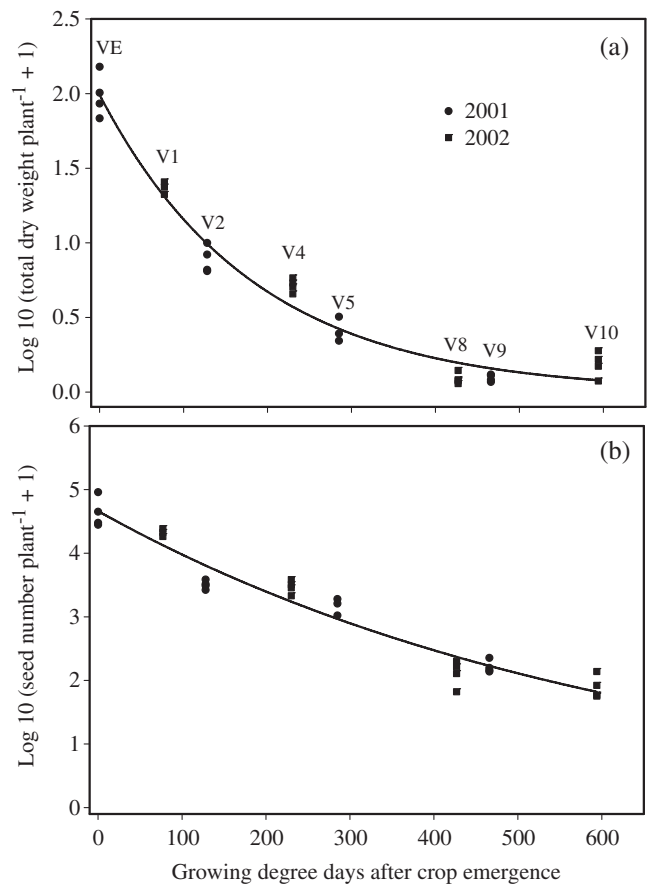 2.5
(a)
VE
2.0
2001
2002
V1
1.5
V2
1.0
V4
V5
0.5
V8
V9
V10
0.0
Log 10 (total dry weight plant⁻¹ + 1)
6
(b)
5
4
3
2
1
0
Log 10 (seed number plant⁻¹ + 1)
0 100 200 300 400 500 600
Growing degree days after crop emergence